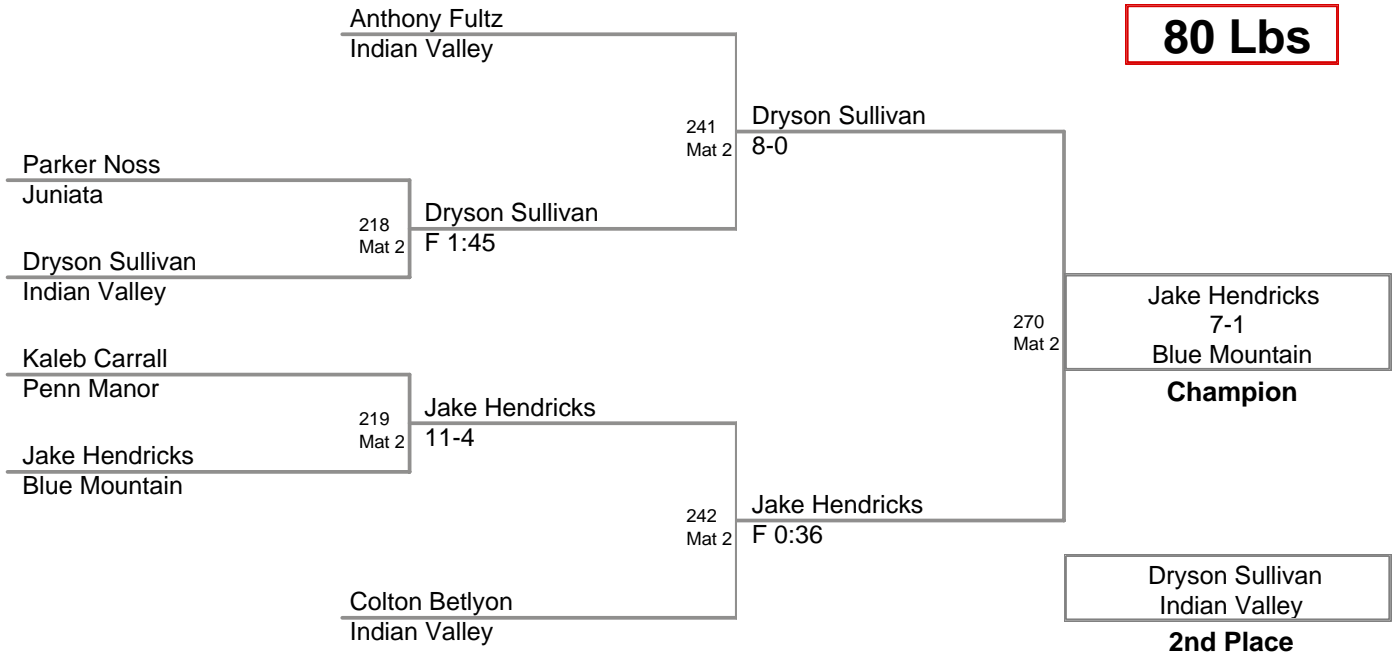 Anthony Fultz
Indian Valley
80 Lbs
241
Mat 2
Dryson Sullivan
8-0
Parker Noss
Juniata
218
Mat 2
Dryson Sullivan
F 1:45
Dryson Sullivan
Indian Valley
270
Mat 2
Jake Hendricks
7-1
Blue Mountain
Champion
Kaleb Carrall
Penn Manor
219
Mat 2
Jake Hendricks
11-4
Jake Hendricks
Blue Mountain
242
Mat 2
Jake Hendricks
F 0:36
Colton Betlyon
Indian Valley
Dryson Sullivan
Indian Valley
2nd Place